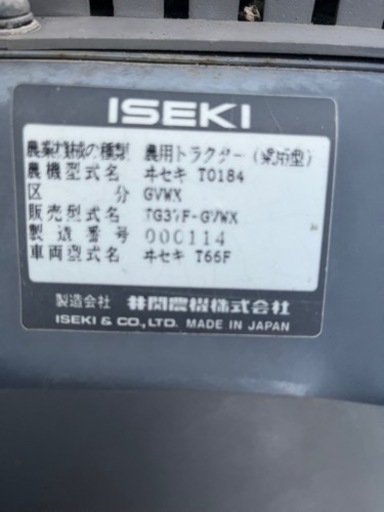 ISEKI
農業機械の種類 農用トラクター(乗用型)
農機型式名 ヰセキ T0184
区 分 GVWX
販売型式名 TG37F-GVWX
製造番号 000114
車両型式名 ヰセキ T66F
製造会社 井関農機株式会社
ISEKI & CO., LTD. MADE IN JAPAN